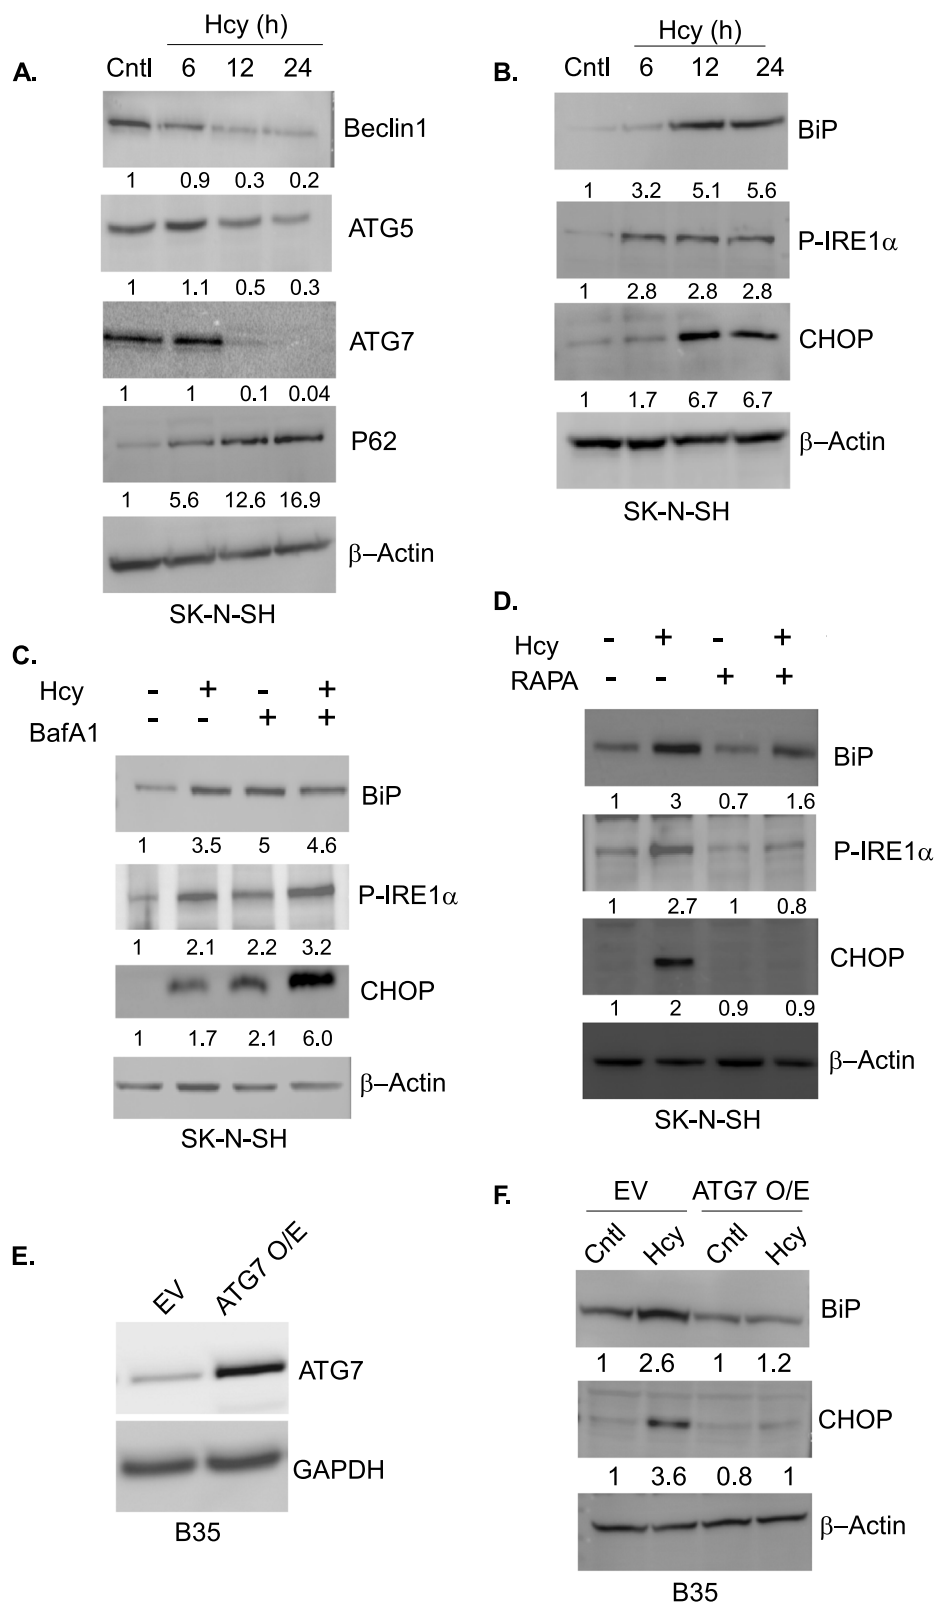 A.
Hcy (h)
Cntl 6 12 24
Beclin1
1 0.9 0.3 0.2
ATG5
1 1.1 0.5 0.3
ATG7
1 1 0.1 0.04
P62
1 5.6 12.6 16.9
β–Actin
SK-N-SH
B.
Hcy (h)
Cntl 6 12 24
BiP
1 3.2 5.1 5.6
P-IRE1α
1 2.8 2.8 2.8
CHOP
1 1.7 6.7 6.7
β–Actin
SK-N-SH
C.
Hcy - + - +
BafA1 - - + +
BiP
1 3.5 5 4.6
P-IRE1α
1 2.1 2.2 3.2
CHOP
1 1.7 2.1 6.0
β–Actin
SK-N-SH
D.
Hcy - + - +
RAPA - - + +
BiP
1 3 0.7 1.6
P-IRE1α
1 2.7 1 0.8
CHOP
1 2 0.9 0.9
β–Actin
SK-N-SH
E.
EV ATG7 O/E
ATG7
GAPDH
B35
F.
EV ATG7 O/E
Cntl Hcy Cntl Hcy
BiP
1 2.6 1 1.2
CHOP
1 3.6 0.8 1
β–Actin
B35